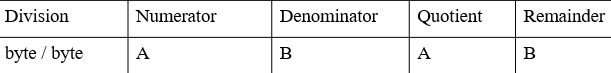 Division Numerator Denominator Quotient Remainder
byte / byte A B A B